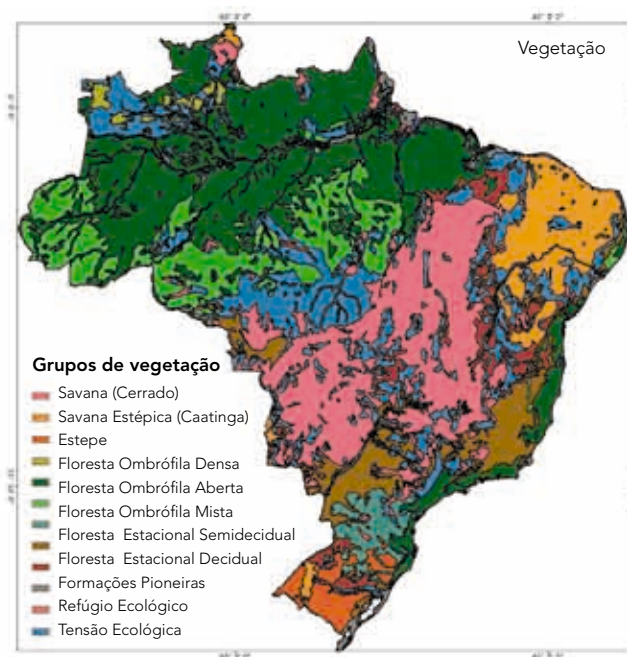 Vegetação
Grupos de vegetação
Savana (Cerrado)
Savana Estépica (Caatinga)
Estepe
Floresta Ombrófila Densa
Floresta Ombrófila Aberta
Floresta Ombrófila Mista
Floresta Estacional Semidecidual
Floresta Estacional Decidual
Formações Pioneiras
Refúgio Ecológico
Tensão Ecológica